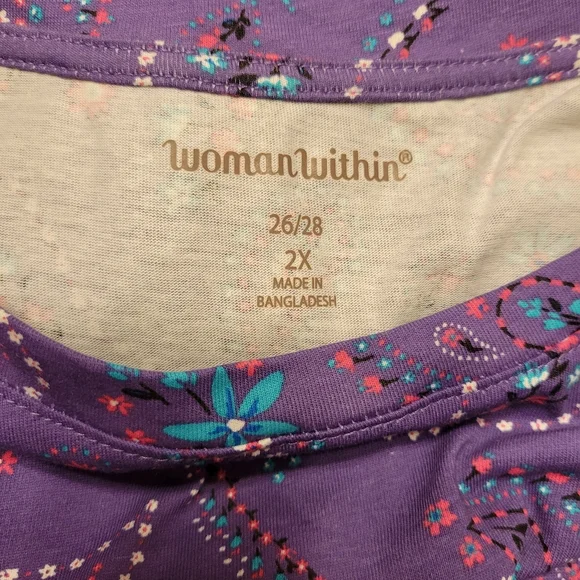 womanwithin®
26/28
2X
MADE IN
BANGLADESH